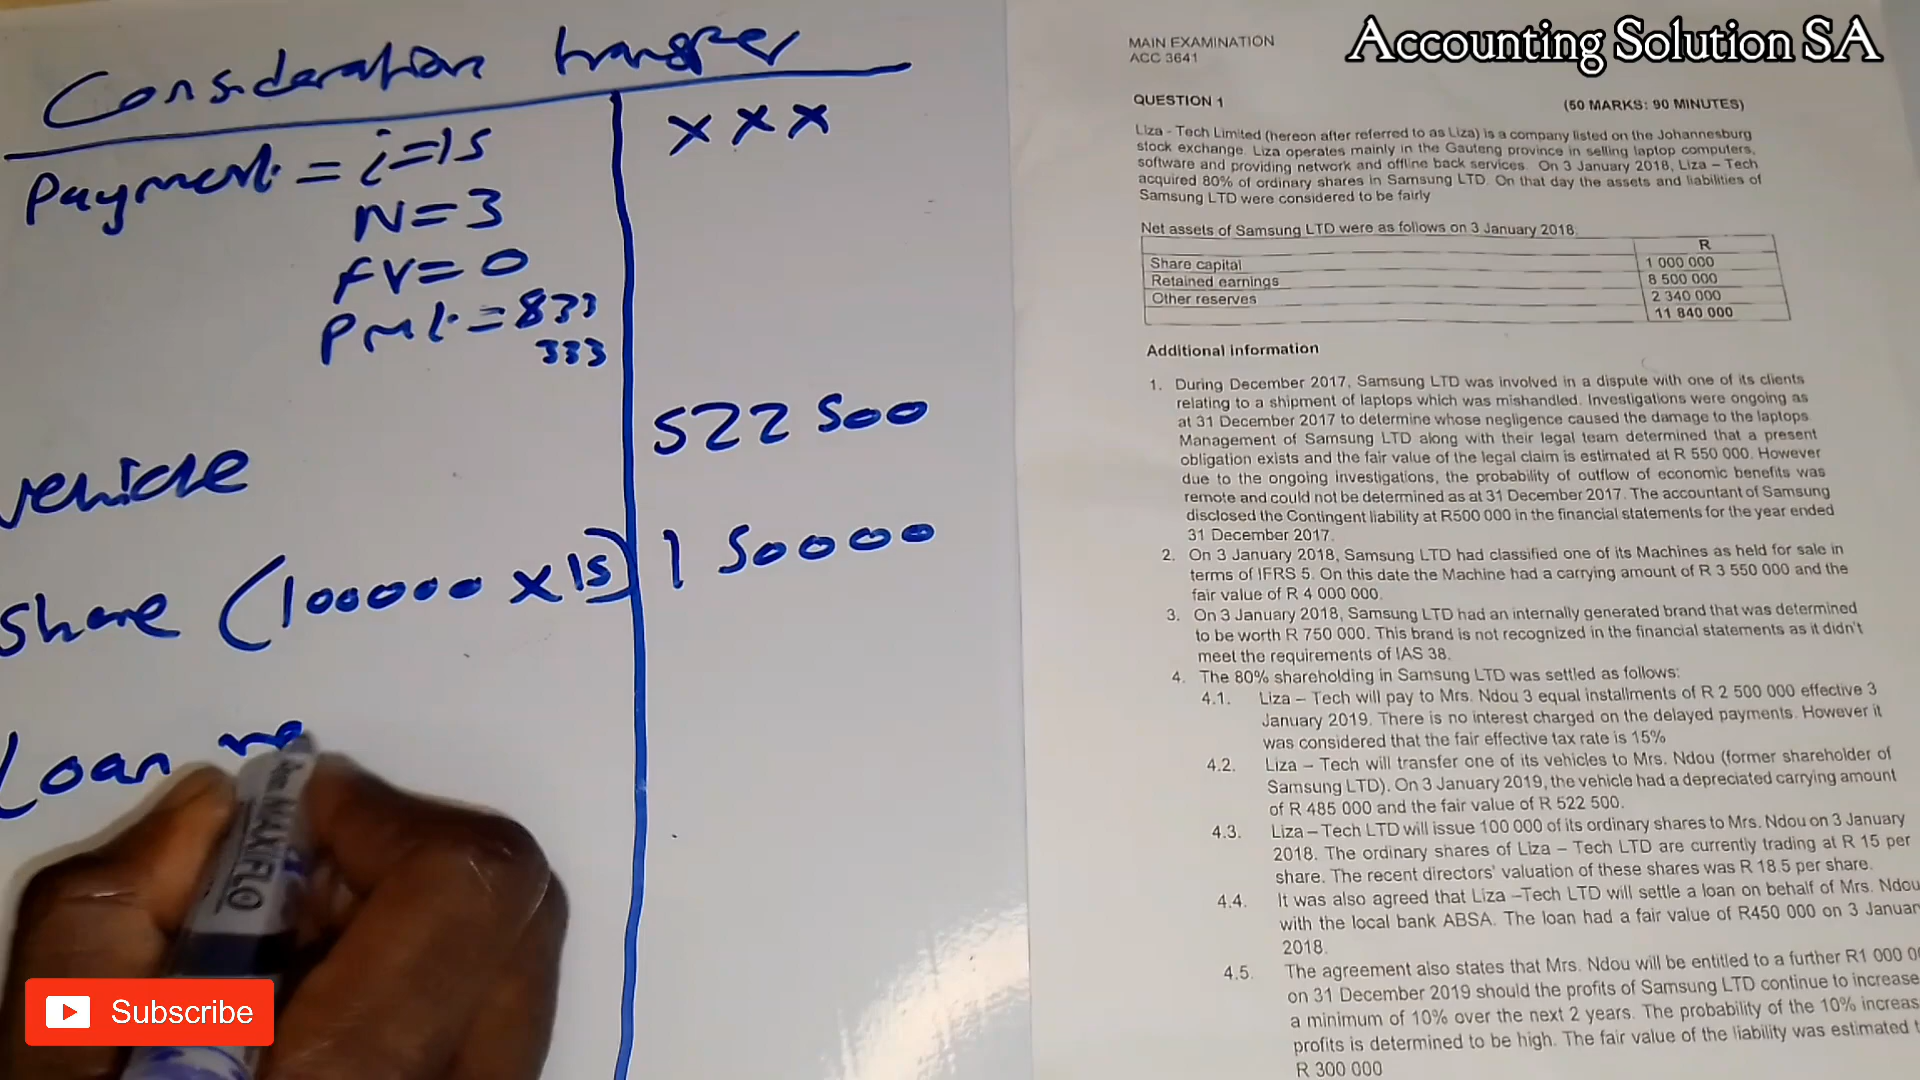 Consideration transfer
Payment = i=15
N=3
FV=0
Pmt.=833
333
xxx
vehicle
522 500
Share (100000 x 15)
1 500000
Loan
Subscribe
Accounting Solution SA
MAIN EXAMINATION
ACC 3641
QUESTION 1
(50 MARKS: 90 MINUTES)
Liza - Tech Limited (hereon after referred to as Liza) is a company listed on the Johannesburg
stock exchange. Liza operates mainly in the Gauteng province in selling laptop computers,
software and providing network and offline back services. On 3 January 2018, Liza – Tech
acquired 80% of ordinary shares in Samsung LTD. On that day the assets and liabilities of
Samsung LTD were considered to be fairly
Net assets of Samsung LTD were as follows on 3 January 2018.
R
Share capital 1 000 000
Retained earnings 8 500 000
Other reserves 2 340 000
11 840 000
Additional information
1. During December 2017, Samsung LTD was involved in a dispute with one of its clients
relating to a shipment of laptops which was mishandled. Investigations were ongoing as
at 31 December 2017 to determine whose negligence caused the damage to the laptops.
Management of Samsung LTD along with their legal team determined that a present
obligation exists and the fair value of the legal claim is estimated at R 550 000. However
due to the ongoing investigations, the probability of outflow of economic benefits was
remote and could not be determined as at 31 December 2017. The accountant of Samsung
disclosed the Contingent liability at R500 000 in the financial statements for the year ended
31 December 2017.
2. On 3 January 2018, Samsung LTD had classified one of its Machines as held for sale in
terms of IFRS 5. On this date the Machine had a carrying amount of R 3 550 000 and the
fair value of R 4 000 000.
3. On 3 January 2018, Samsung LTD had an internally generated brand that was determined
to be worth R 750 000. This brand is not recognized in the financial statements as it didn't
meet the requirements of IAS 38.
4. The 80% shareholding in Samsung LTD was settled as follows:
4.1. Liza – Tech will pay to Mrs. Ndou 3 equal installments of R 2 500 000 effective 3
January 2019. There is no interest charged on the delayed payments. However it
was considered that the fair effective tax rate is 15%
4.2. Liza – Tech will transfer one of its vehicles to Mrs. Ndou (former shareholder of
Samsung LTD). On 3 January 2019, the vehicle had a depreciated carrying amount
of R 485 000 and the fair value of R 522 500.
4.3. Liza – Tech LTD will issue 100 000 of its ordinary shares to Mrs. Ndou on 3 January
2018. The ordinary shares of Liza – Tech LTD are currently trading at R 15 per
share. The recent directors' valuation of these shares was R 18.5 per share.
4.4. It was also agreed that Liza –Tech LTD will settle a loan on behalf of Mrs. Ndou
with the local bank ABSA. The loan had a fair value of R450 000 on 3 Januar
2018.
4.5. The agreement also states that Mrs. Ndou will be entitled to a further R1 000 0
on 31 December 2019 should the profits of Samsung LTD continue to increase
a minimum of 10% over the next 2 years. The probability of the 10% increas
profits is determined to be high. The fair value of the liability was estimated t
R 300 000